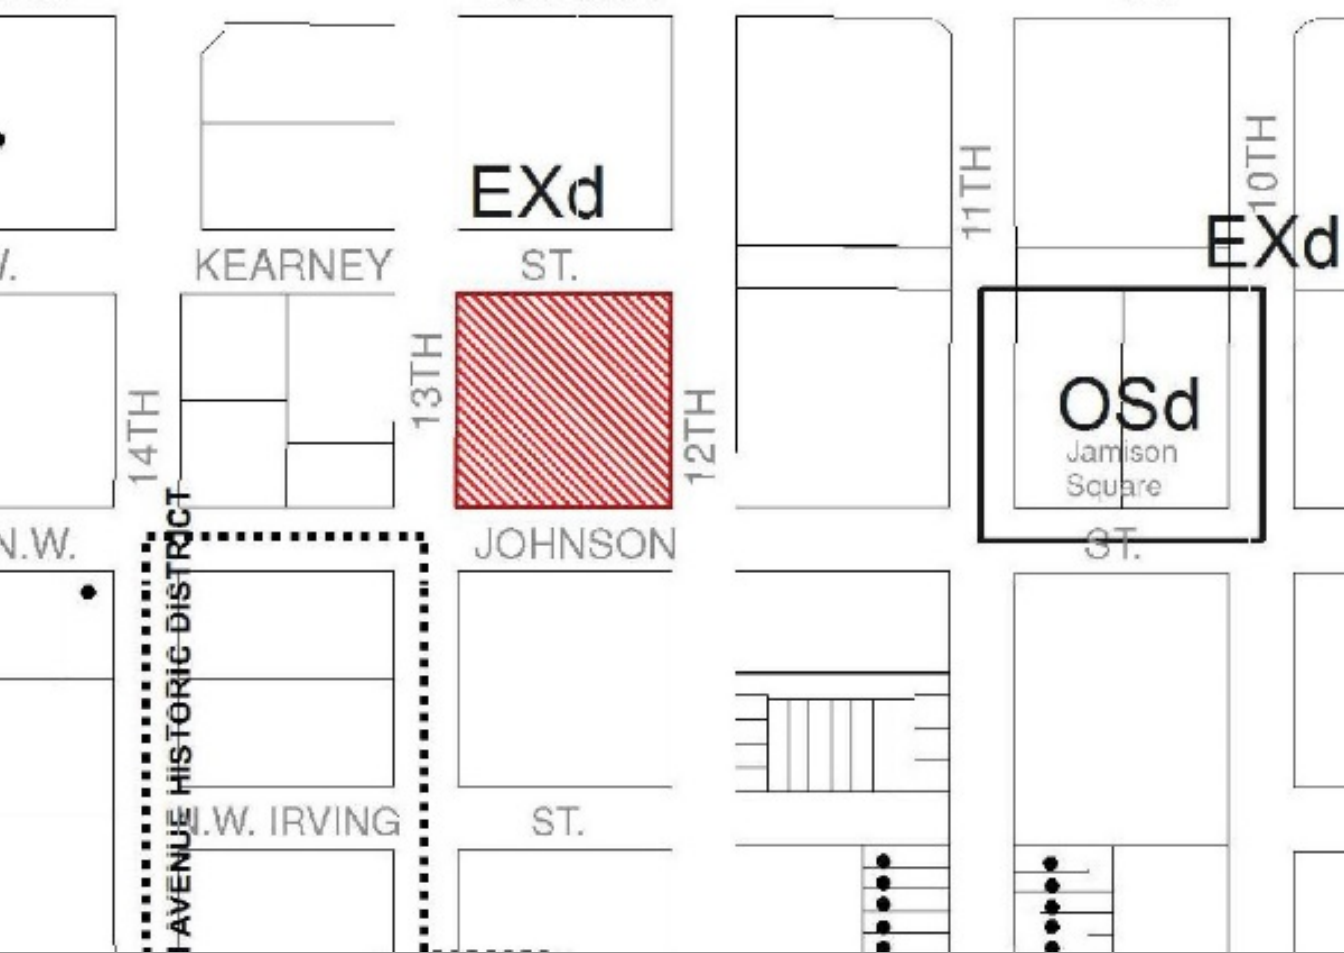 10TH
11TH
EXd
EXd
W.
KEARNEY
ST.
13TH
14TH
12TH
OSd
Jamison
Square
N.W.
JOHNSON
ST.
AVENUE HISTORIC DISTRICT
N.W. IRVING
ST.